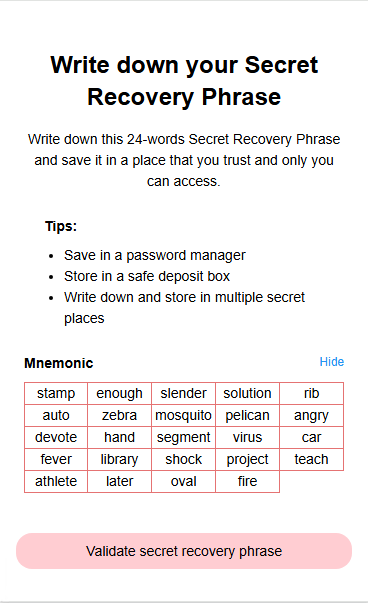 Write down your Secret
Recovery Phrase
Write down this 24-words Secret Recovery Phrase
and save it in a place that you trust and only you
can access.
Tips:
• Save in a password manager
• Store in a safe deposit box
• Write down and store in multiple secret
places
Mnemonic Hide
stamp enough slender solution rib
auto zebra mosquito pelican angry
devote hand segment virus car
fever library shock project teach
athlete later oval fire
Validate secret recovery phrase